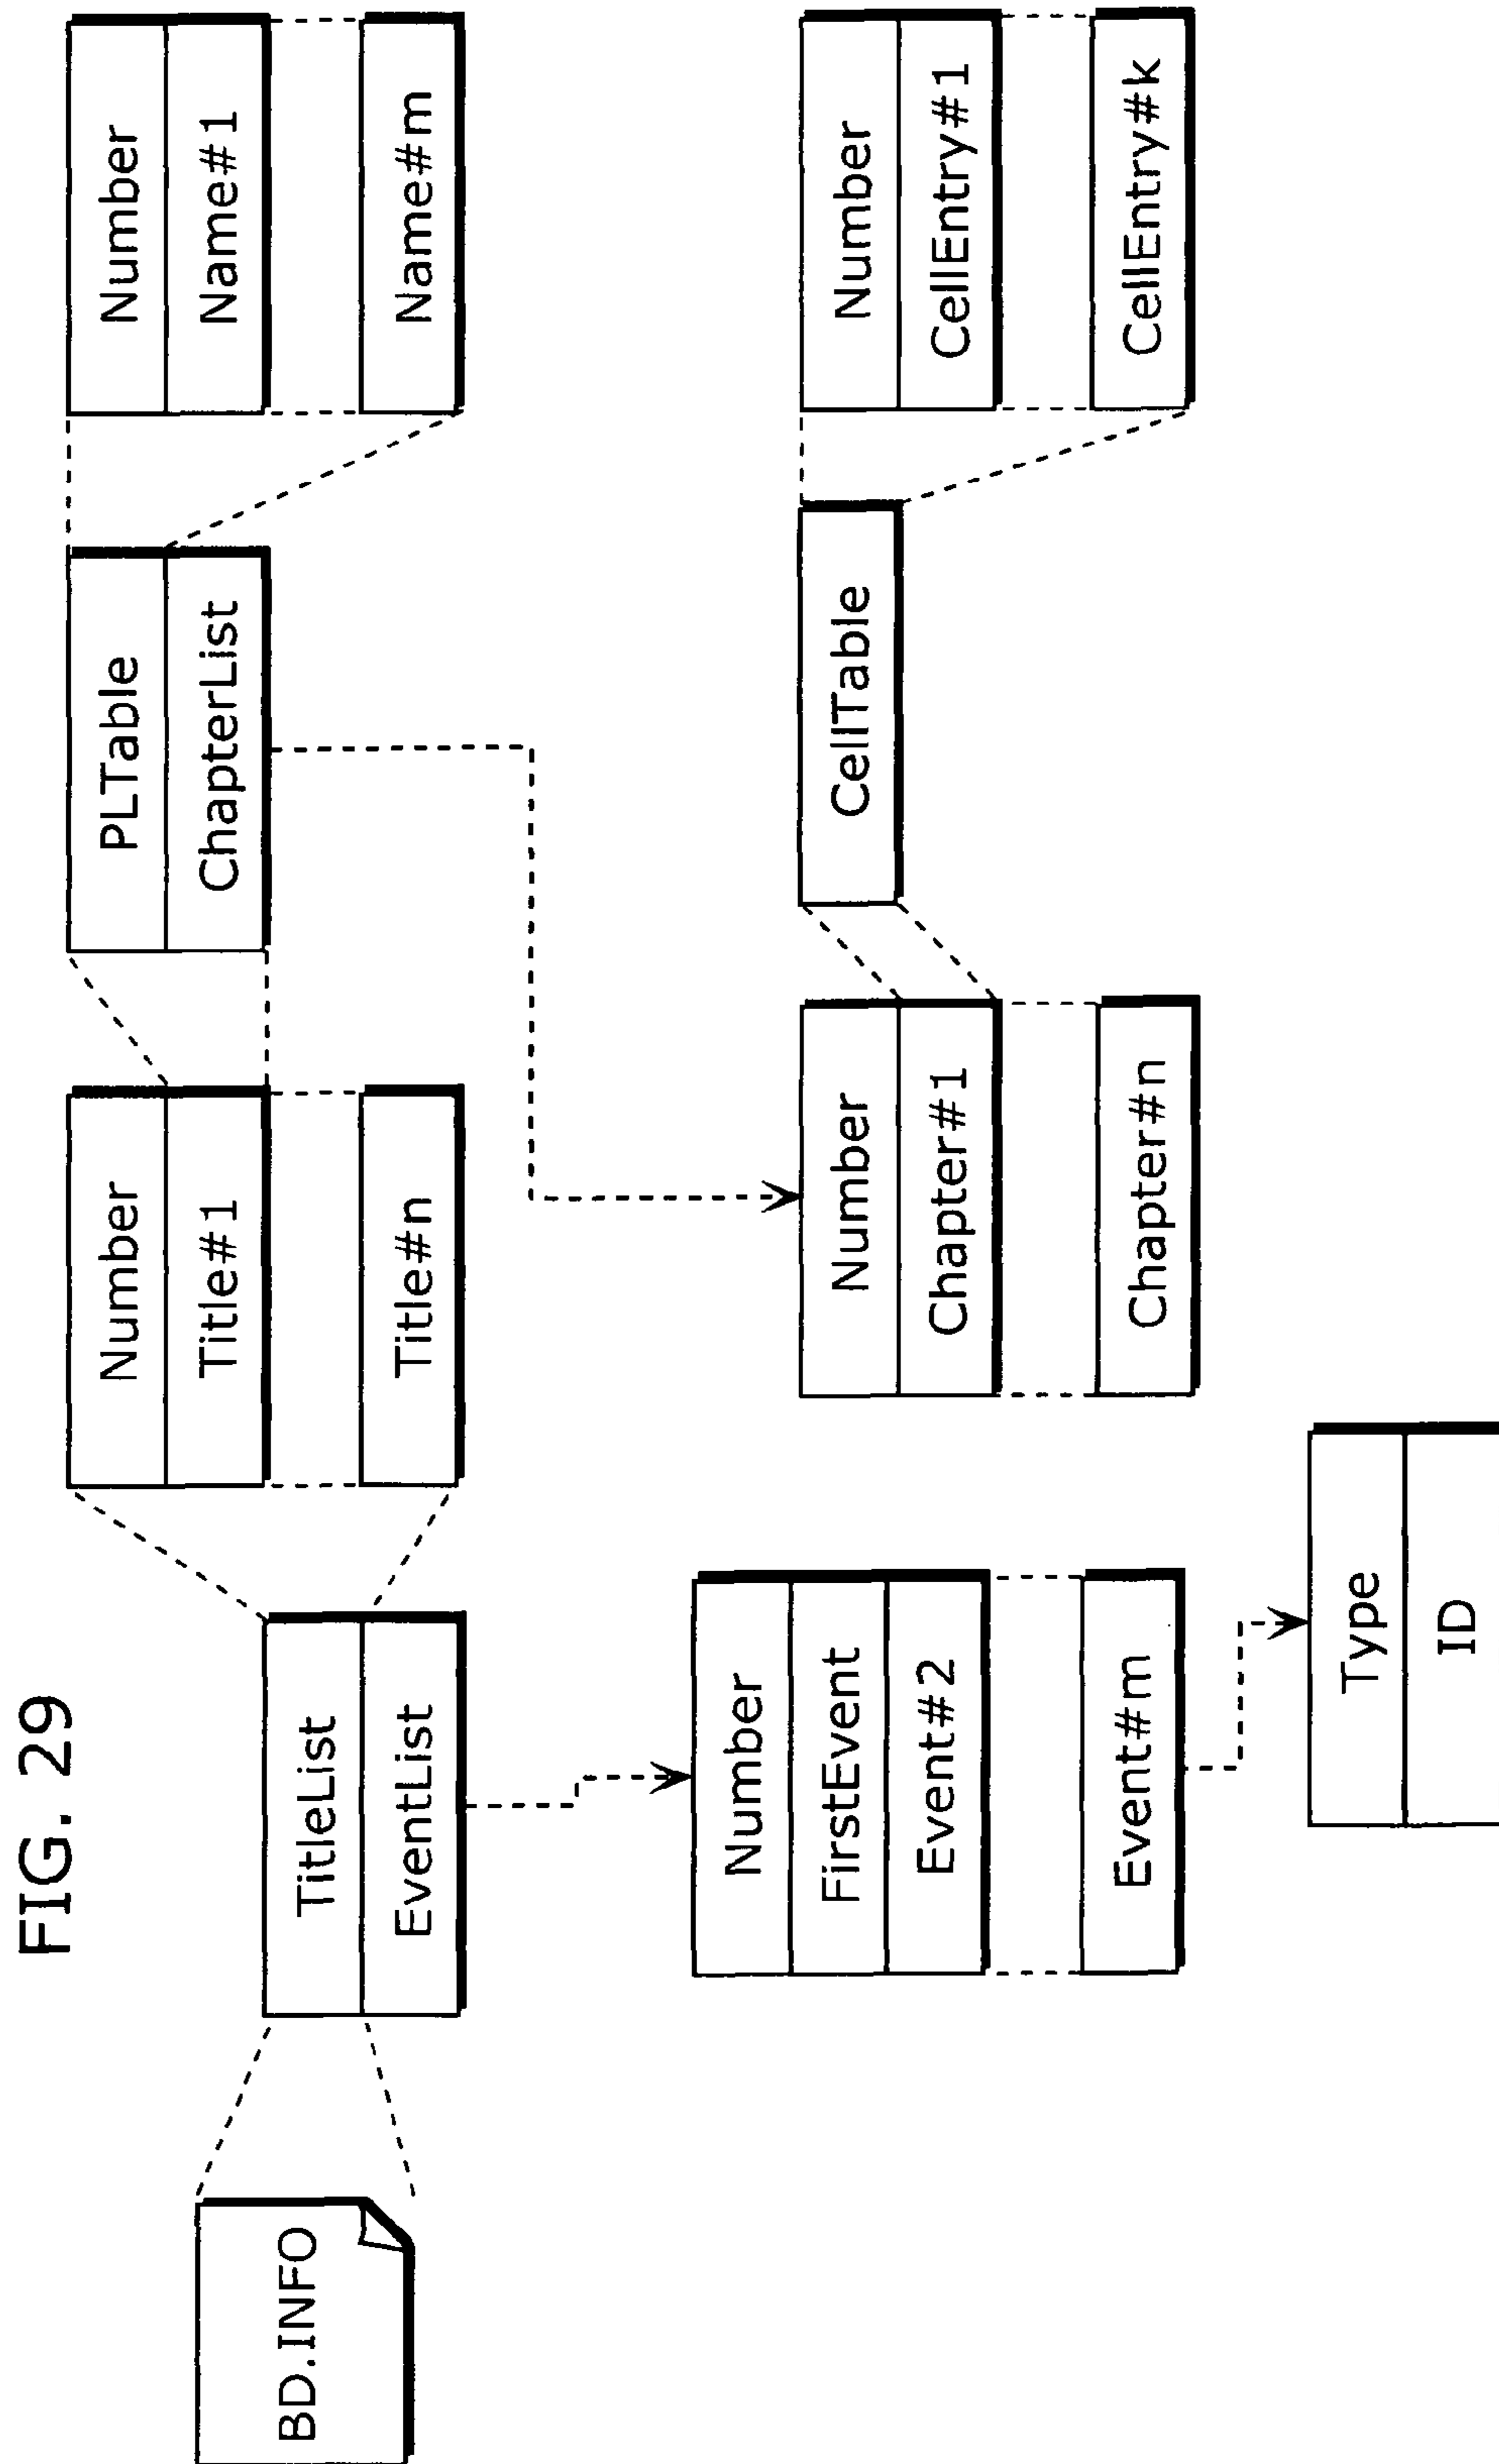 FIG. 29
BD.INFO
TitleList
EventList
Number
Title#1
Title#n
PLTable
ChapterList
Number
Name#1
Name#m
Number
FirstEvent
Event#2
Event#m
Type
ID
Number
Chapter#1
Chapter#n
CellTable
Number
CellEntry#1
CellEntry#k